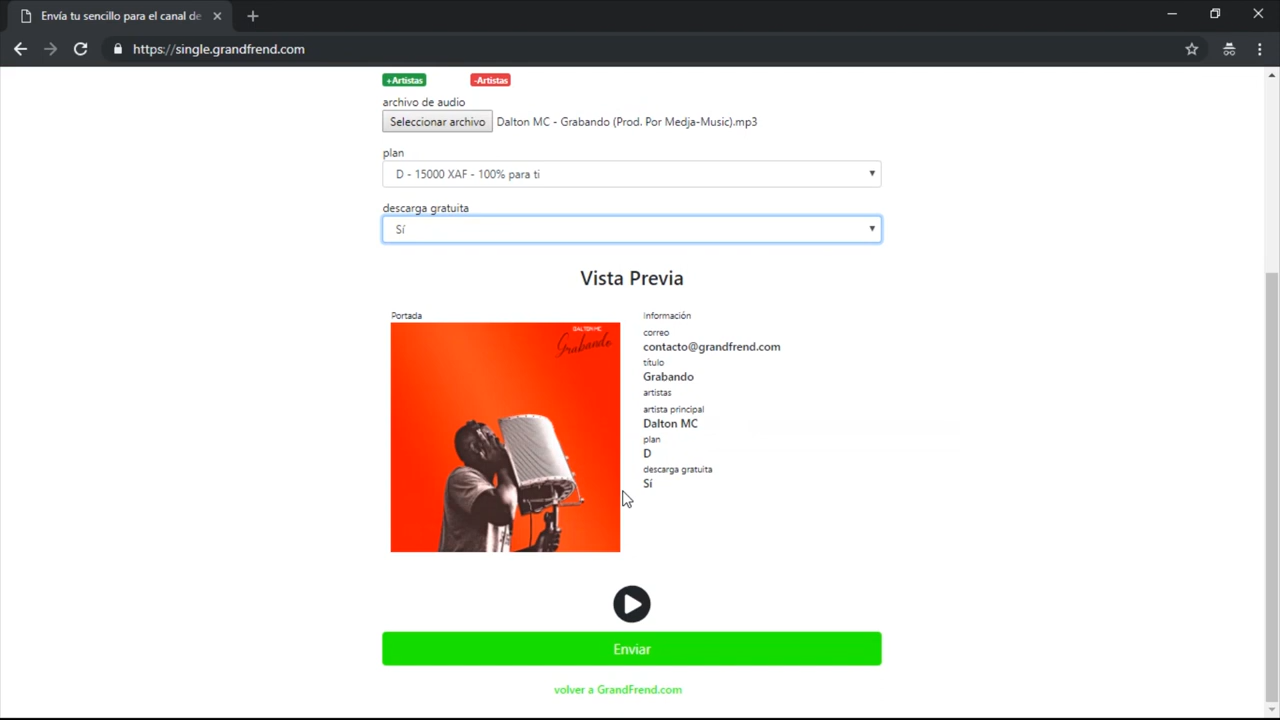 Envía tu sencillo para el canal de
https://single.grandfrend.com
+Artistas
-Artistas
archivo de audio
Seleccionar archivo Dalton MC - Grabando (Prod. Por Medja-Music).mp3
plan
D - 15000 XAF - 100% para ti
descarga gratuita
Sí
Vista Previa
Portada
DALTON MC
Grabando
Información
correo
contacto@grandfrend.com
título
Grabando
artistas
artista principal
Dalton MC
plan
D
descarga gratuita
Sí
Enviar
volver a GrandFrend.com